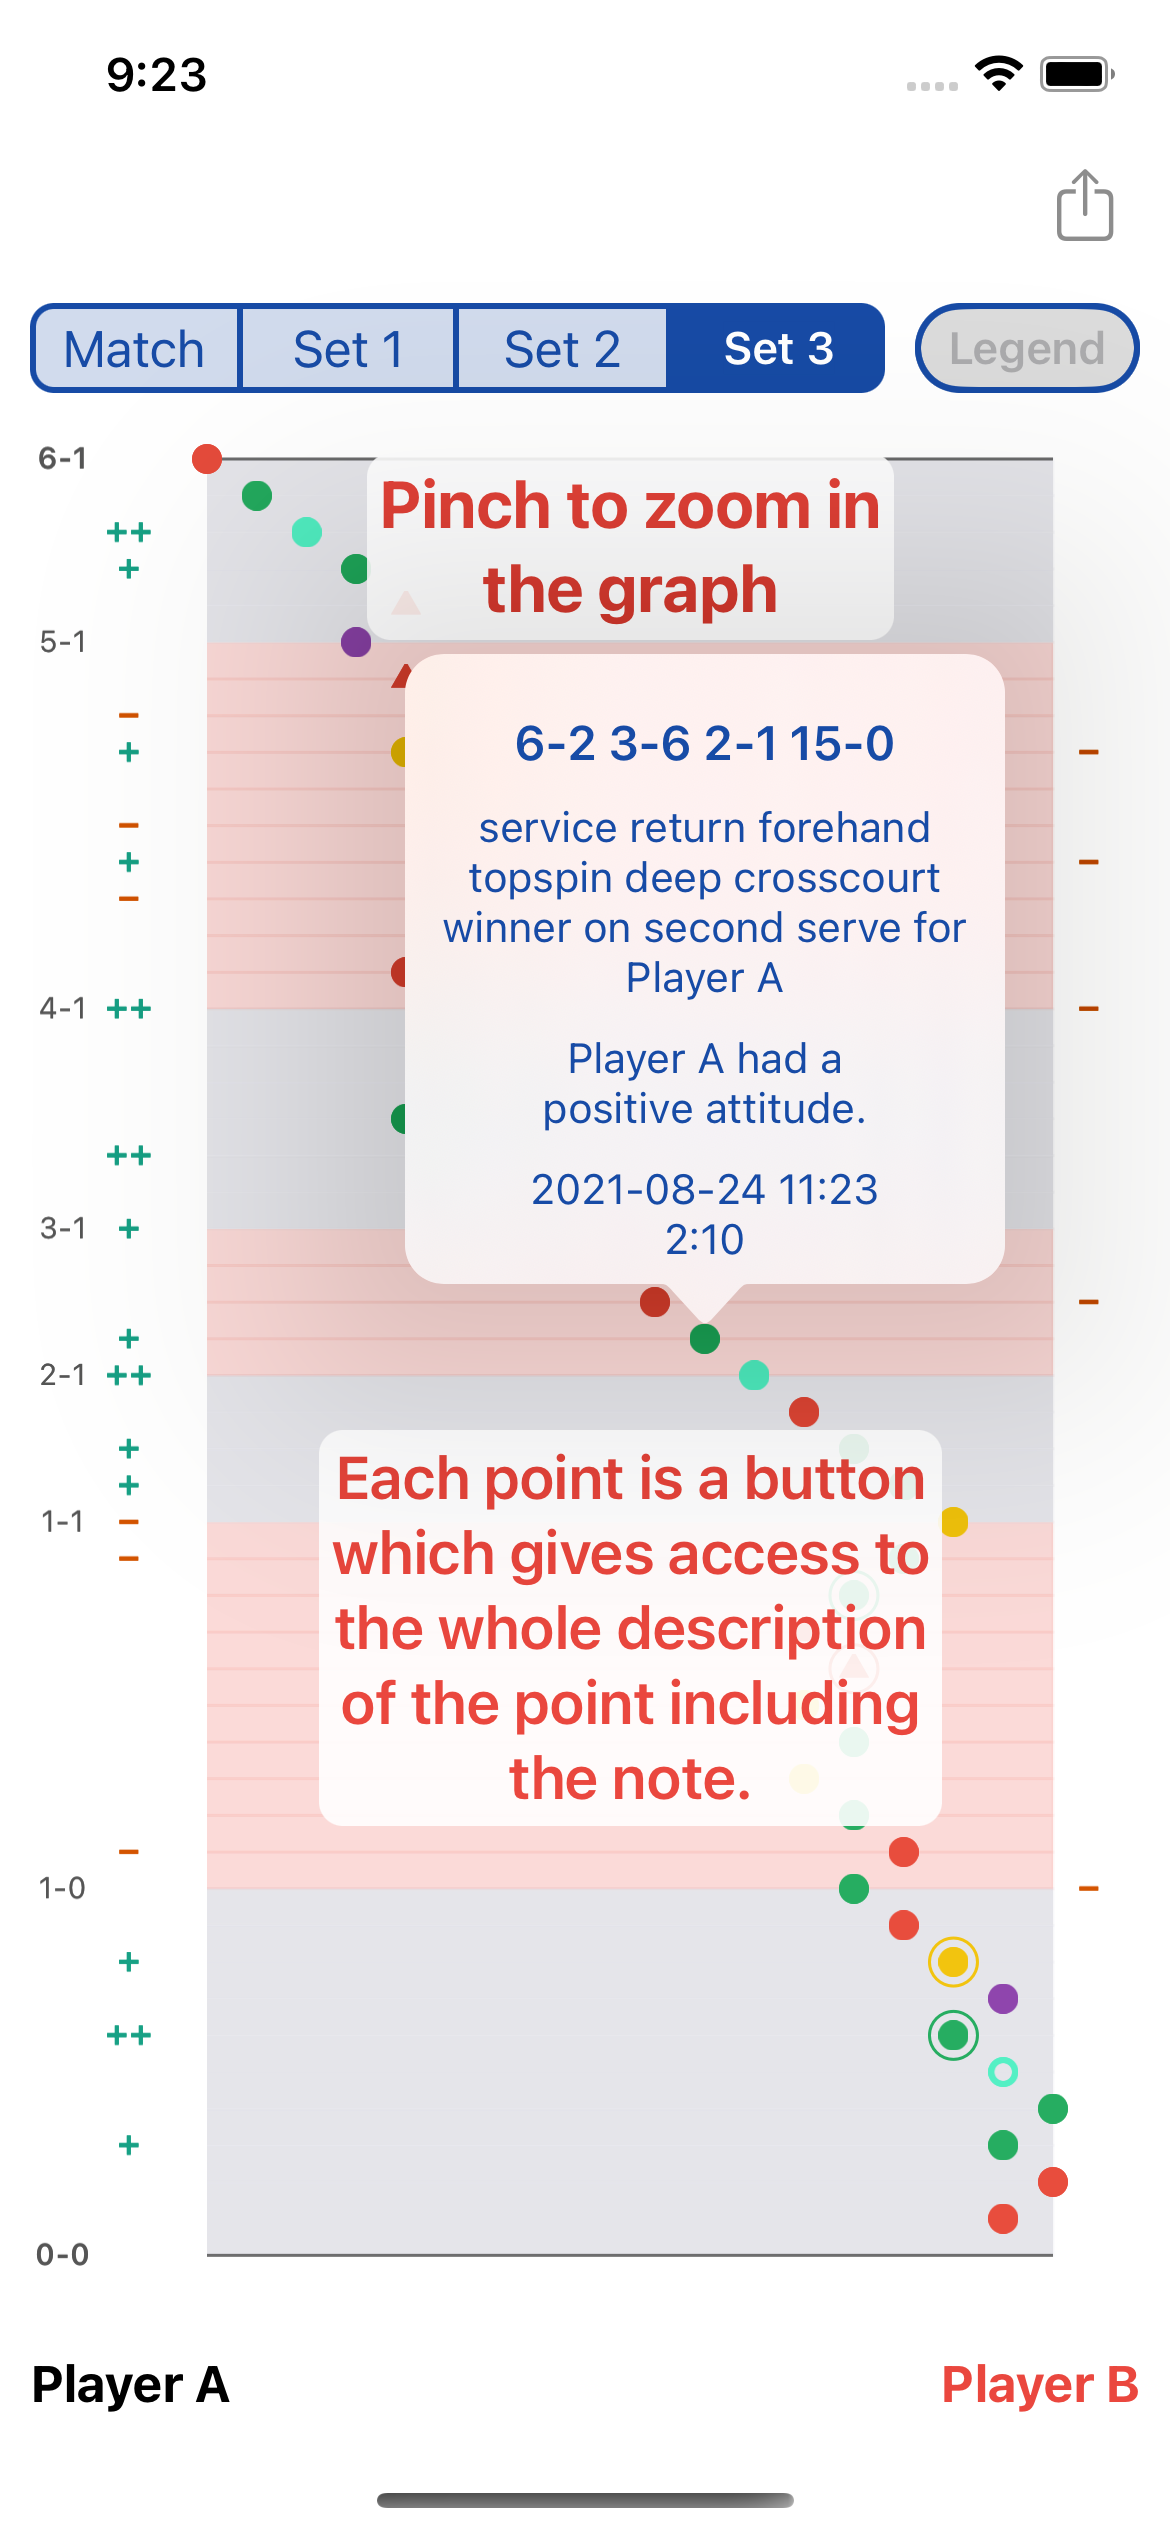 9:23
Match Set 1 Set 2 Set 3 Legend
6-1
Pinch to zoom in
the graph
++
+
5-1
−
+ −
6-2 3-6 2-1 15-0
−
service return forehand
+ −
topspin deep crosscourt
−
winner on second serve for
Player A
4-1 ++ −
Player A had a
positive attitude.
++
2021-08-24 11:23
3-1 +
2:10
−
+
2-1 ++
+
Each point is a button
+
1-1 −
which gives access to
−
the whole description
of the point including
the note.
−
1-0 −
+
++
+
0-0
Player A Player B